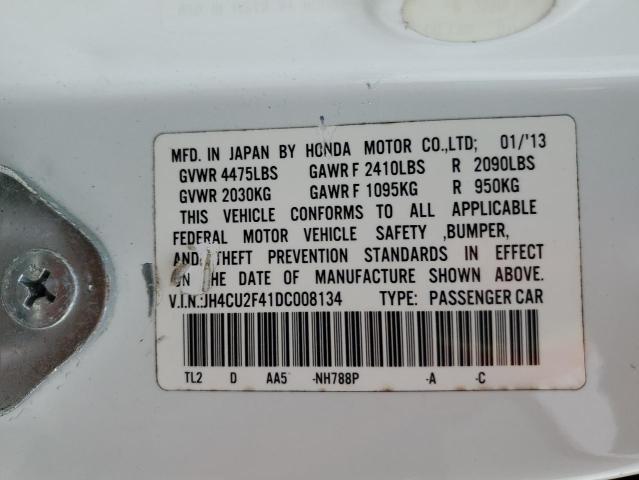 MFD. IN JAPAN BY HONDA MOTOR CO.,LTD; 01/'13
GVWR 4475LBS GAWR F 2410LBS R 2090LBS
GVWR 2030KG GAWR F 1095KG R 950KG
THIS VEHICLE CONFORMS TO ALL APPLICABLE
FEDERAL MOTOR VEHICLE SAFETY ,BUMPER,
AND THEFT PREVENTION STANDARDS IN EFFECT
ON THE DATE OF MANUFACTURE SHOWN ABOVE.
V.I.N.:JH4CU2F41DC008134 TYPE: PASSENGER CAR
TL2 D AA5 -NH788P -A -C